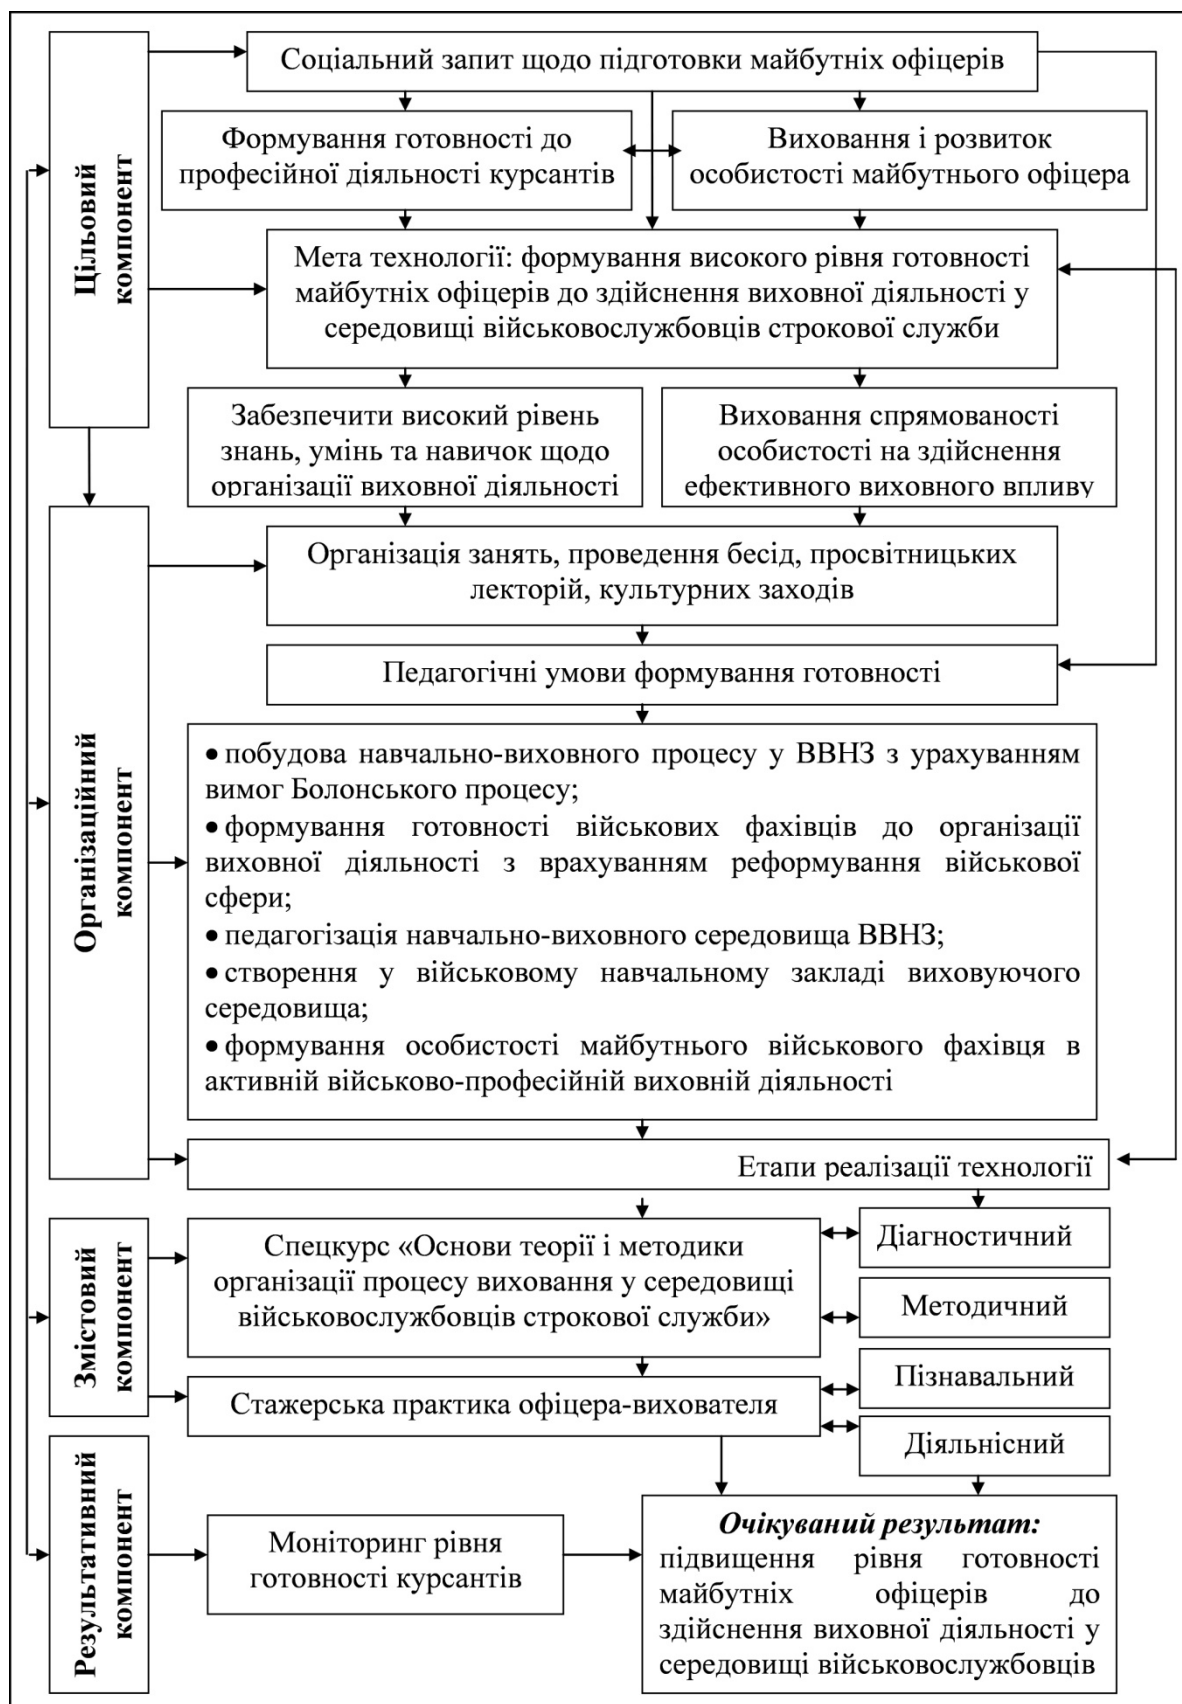 Цільовий
компонент
Соціальний запит щодо підготовки майбутніх офіцерів
Формування готовності до
професійної діяльності курсантів
Виховання і розвиток
особистості майбутнього офіцера
Мета технології: формування високого рівня готовності
майбутніх офіцерів до здійснення виховної діяльності у
середовищі військовослужбовців строкової служби
Забезпечити високий рівень
знань, умінь та навичок щодо
організації виховної діяльності
Виховання спрямованості
особистості на здійснення
ефективного виховного впливу
Організаційний
компонент
Організація занять, проведення бесід, просвітницьких
лекторій, культурних заходів
Педагогічні умови формування готовності
• побудова навчально-виховного процесу у ВВНЗ з урахуванням
вимог Болонського процесу;
• формування готовності військових фахівців до організації
виховної діяльності з врахуванням реформування військової
сфери;
• педагогізація навчально-виховного середовища ВВНЗ;
• створення у військовому навчальному закладі виховуючого
середовища;
• формування особистості майбутнього військового фахівця в
активній військово-професійній виховній діяльності
Етапи реалізації технології
Змістовий
компонент
Спецкурс «Основи теорії і методики
організації процесу виховання у середовищі
військовослужбовців строкової служби»
Діагностичний
Методичний
Стажерська практика офіцера-вихователя
Пізнавальний
Діяльнісний
Результативний
компонент
Моніторинг рівня
готовності курсантів
Очікуваний результат:
підвищення рівня готовності
майбутніх офіцерів до
здійснення виховної діяльності у
середовищі військовослужбовців